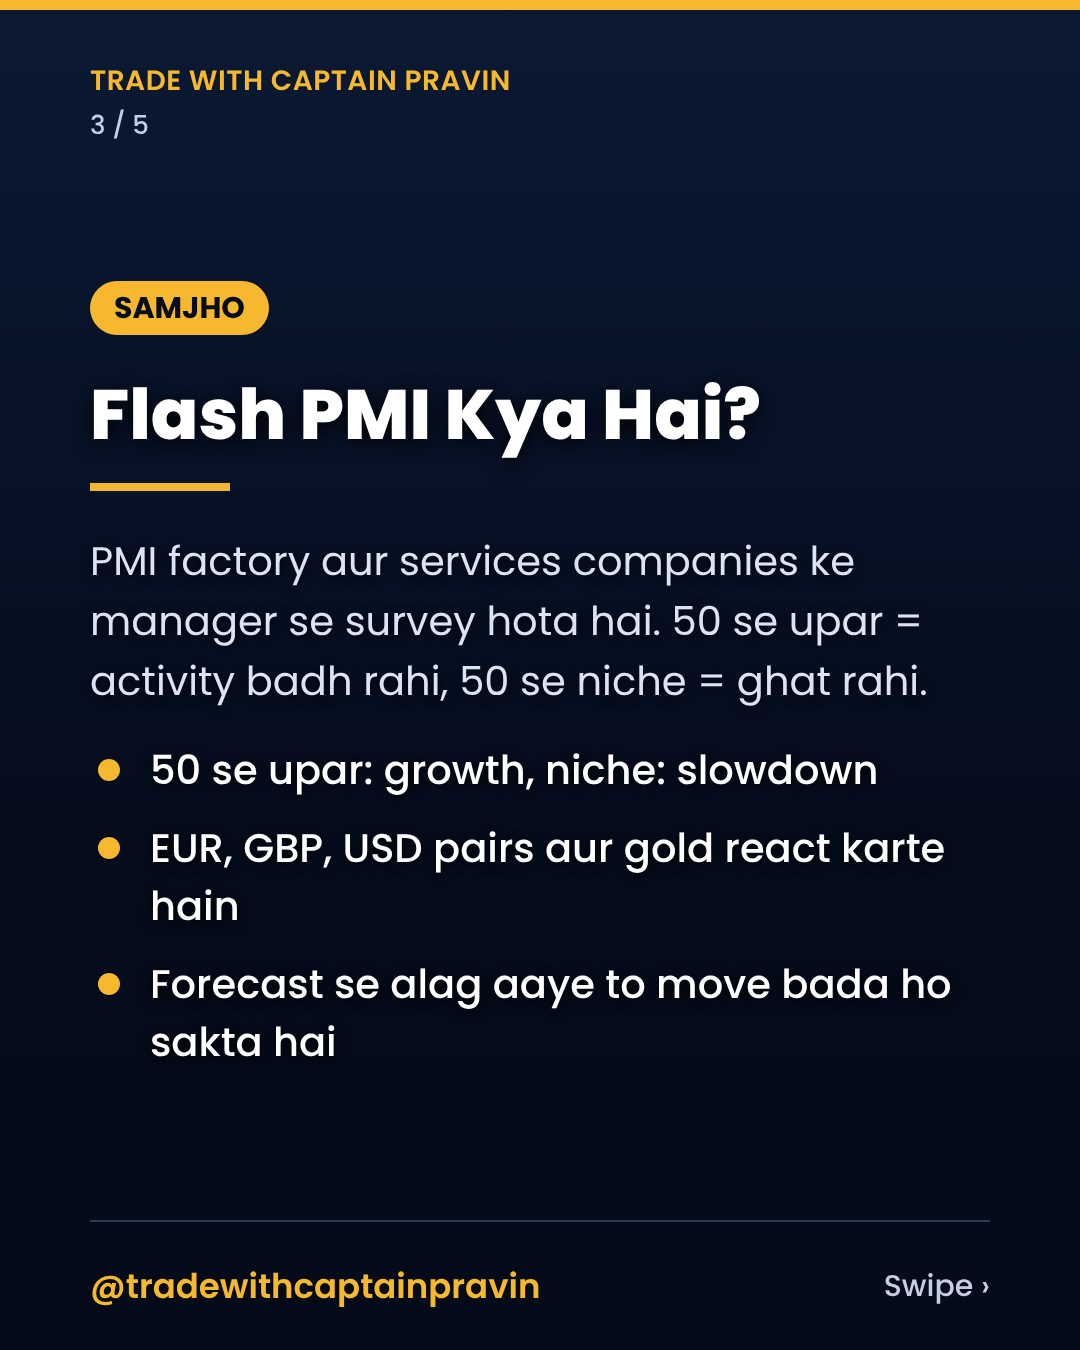 TRADE WITH CAPTAIN PRAVIN
3 / 5
SAMJHO
Flash PMI Kya Hai?
PMI factory aur services companies ke
manager se survey hota hai. 50 se upar =
activity badh rahi, 50 se niche = ghat rahi.
50 se upar: growth, niche: slowdown
EUR, GBP, USD pairs aur gold react karte
hain
Forecast se alag aaye to move bada ho
sakta hai
@tradewithcaptainpravin
Swipe ›